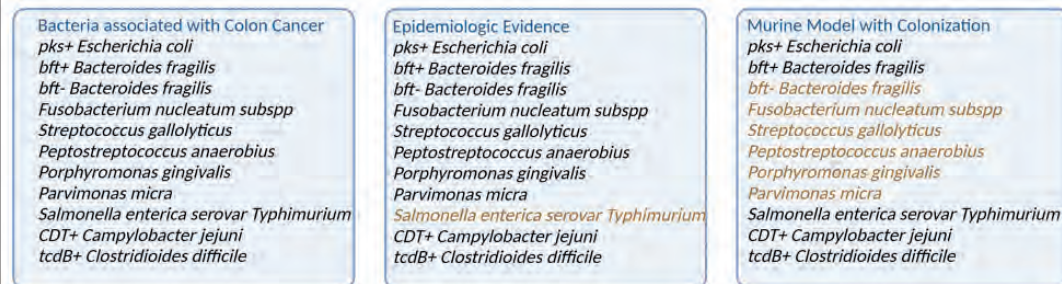 Bacteria associated with Colon Cancer
pks+ Escherichia coli
bft+ Bacteroides fragilis
bft- Bacteroides fragilis
Fusobacterium nucleatum subspp
Streptococcus gallolyticus
Peptostreptococcus anaerobius
Porphyromonas gingivalis
Parvimonas micra
Salmonella enterica serovar Typhimurium
CDT+ Campylobacter jejuni
tcdB+ Clostridioides difficile
Epidemiologic Evidence
pks+ Escherichia coli
bft+ Bacteroides fragilis
bft- Bacteroides fragilis
Fusobacterium nucleatum subspp
Streptococcus gallolyticus
Peptostreptococcus anaerobius
Porphyromonas gingivalis
Parvimonas micra
Salmonella enterica serovar Typhimurium
CDT+ Campylobacter jejuni
tcdB+ Clostridioides difficile
Murine Model with Colonization
pks+ Escherichia coli
bft+ Bacteroides fragilis
bft- Bacteroides fragilis
Fusobacterium nucleatum subspp
Streptococcus gallolyticus
Peptostreptococcus anaerobius
Porphyromonas gingivalis
Parvimonas micra
Salmonella enterica serovar Typhimurium
CDT+ Campylobacter jejuni
tcdB+ Clostridioides difficile